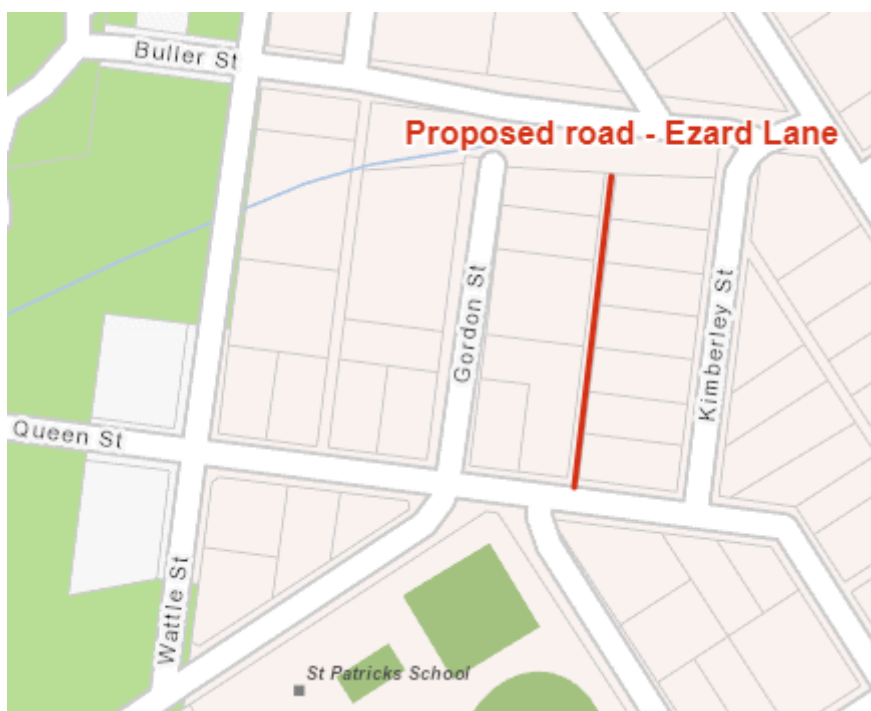 Buller St
Proposed road - Ezard Lane
Gordon St
Kimberley St
Queen St
Wattle St
St Patricks School